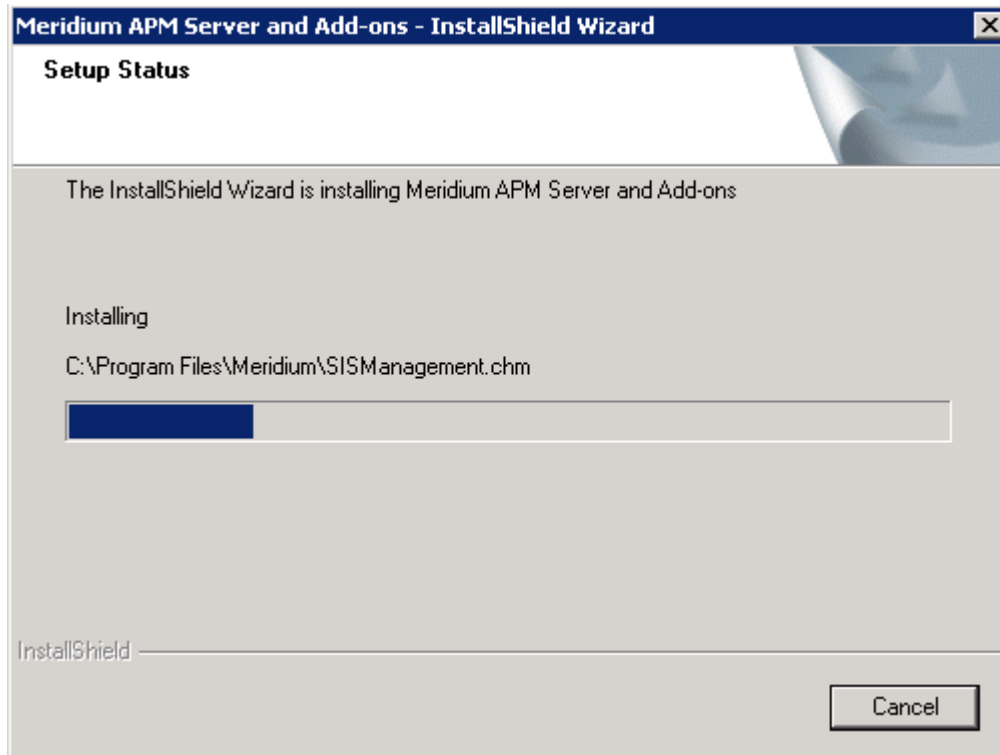 Meridium APM Server and Add-ons - InstallShield Wizard
Setup Status
The InstallShield Wizard is installing Meridium APM Server and Add-ons
Installing
C:\Program Files\Meridium\SISManagement.chm
InstallShield
Cancel